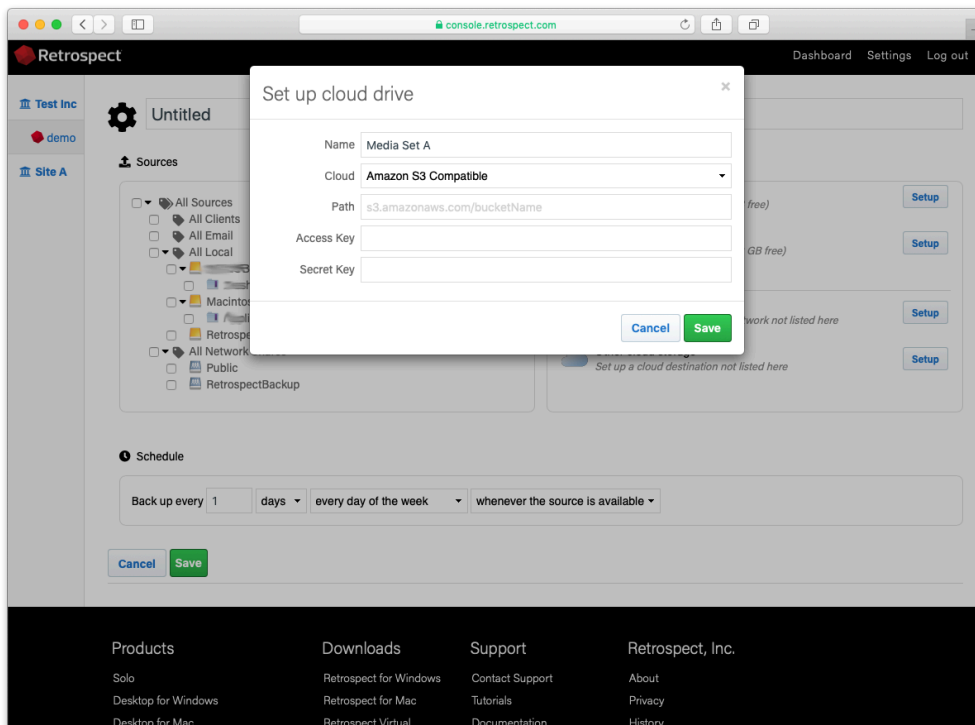 console.retrospect.com
Retrospect
Dashboard Settings Log out
Test Inc
demo
Site A
Untitled
Set up cloud drive
×
Name Media Set A
Cloud Amazon S3 Compatible
Path s3.amazonaws.com/bucketName
Access Key
Secret Key
Cancel Save
Sources
All Sources
All Clients
All Email
All Local
Macintos
Retrospe
All Network
Public
RetrospectBackup
free)
Setup
GB free)
Setup
work not listed here
Setup
Set up a cloud destination not listed here
Setup
Schedule
Back up every 1 days every day of the week whenever the source is available
Cancel Save
Products Downloads Support Retrospect, Inc.
Solo Retrospect for Windows Contact Support About
Desktop for Windows Retrospect for Mac Tutorials Privacy
Desktop for Mac Retrospect Virtual Documentation History